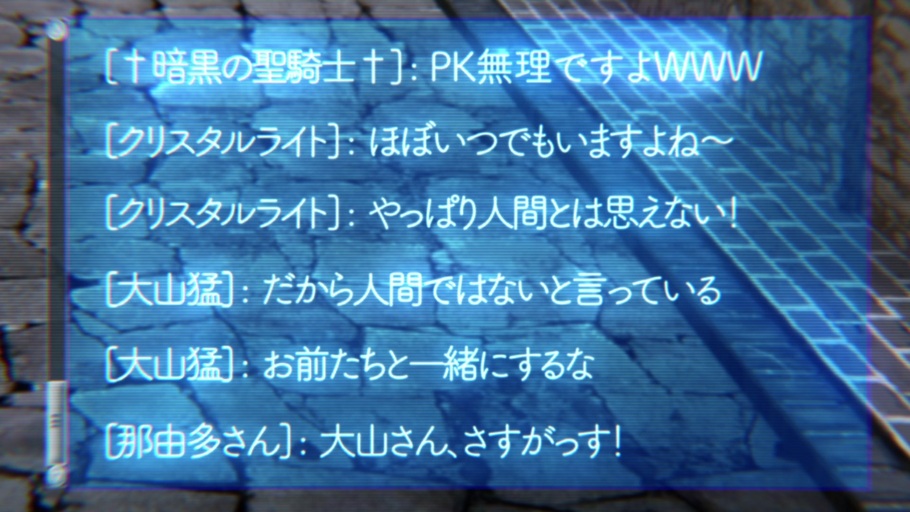 [†暗黒の聖騎士†]: PK無理ですよWWW
[クリスタルライト]: ほぼいつでもいますよね～
[クリスタルライト]: やっぱり人間とは思えない!
[大山猛]: だから人間ではないと言っている
[大山猛]: お前たちと一緒にするな
[那由多さん]: 大山さん、さすがっす!